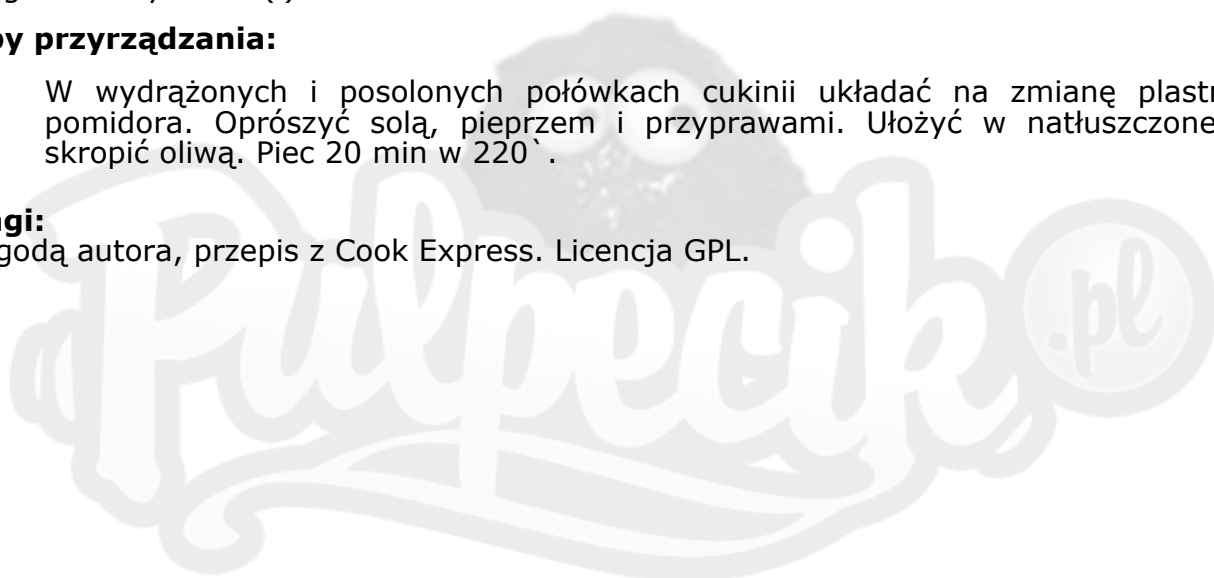 by przyrządzania:
W wydrążonych i posolonych połówkach cukinii układać na zmianę plastr
pomidora. Oprószyć solą, pieprzem i przyprawami. Ułożyć w natłuszczone
skropić oliwą. Piec 20 min w 220`.
agi:
godą autora, przepis z Cook Express. Licencja GPL.
Pulpecik.pl